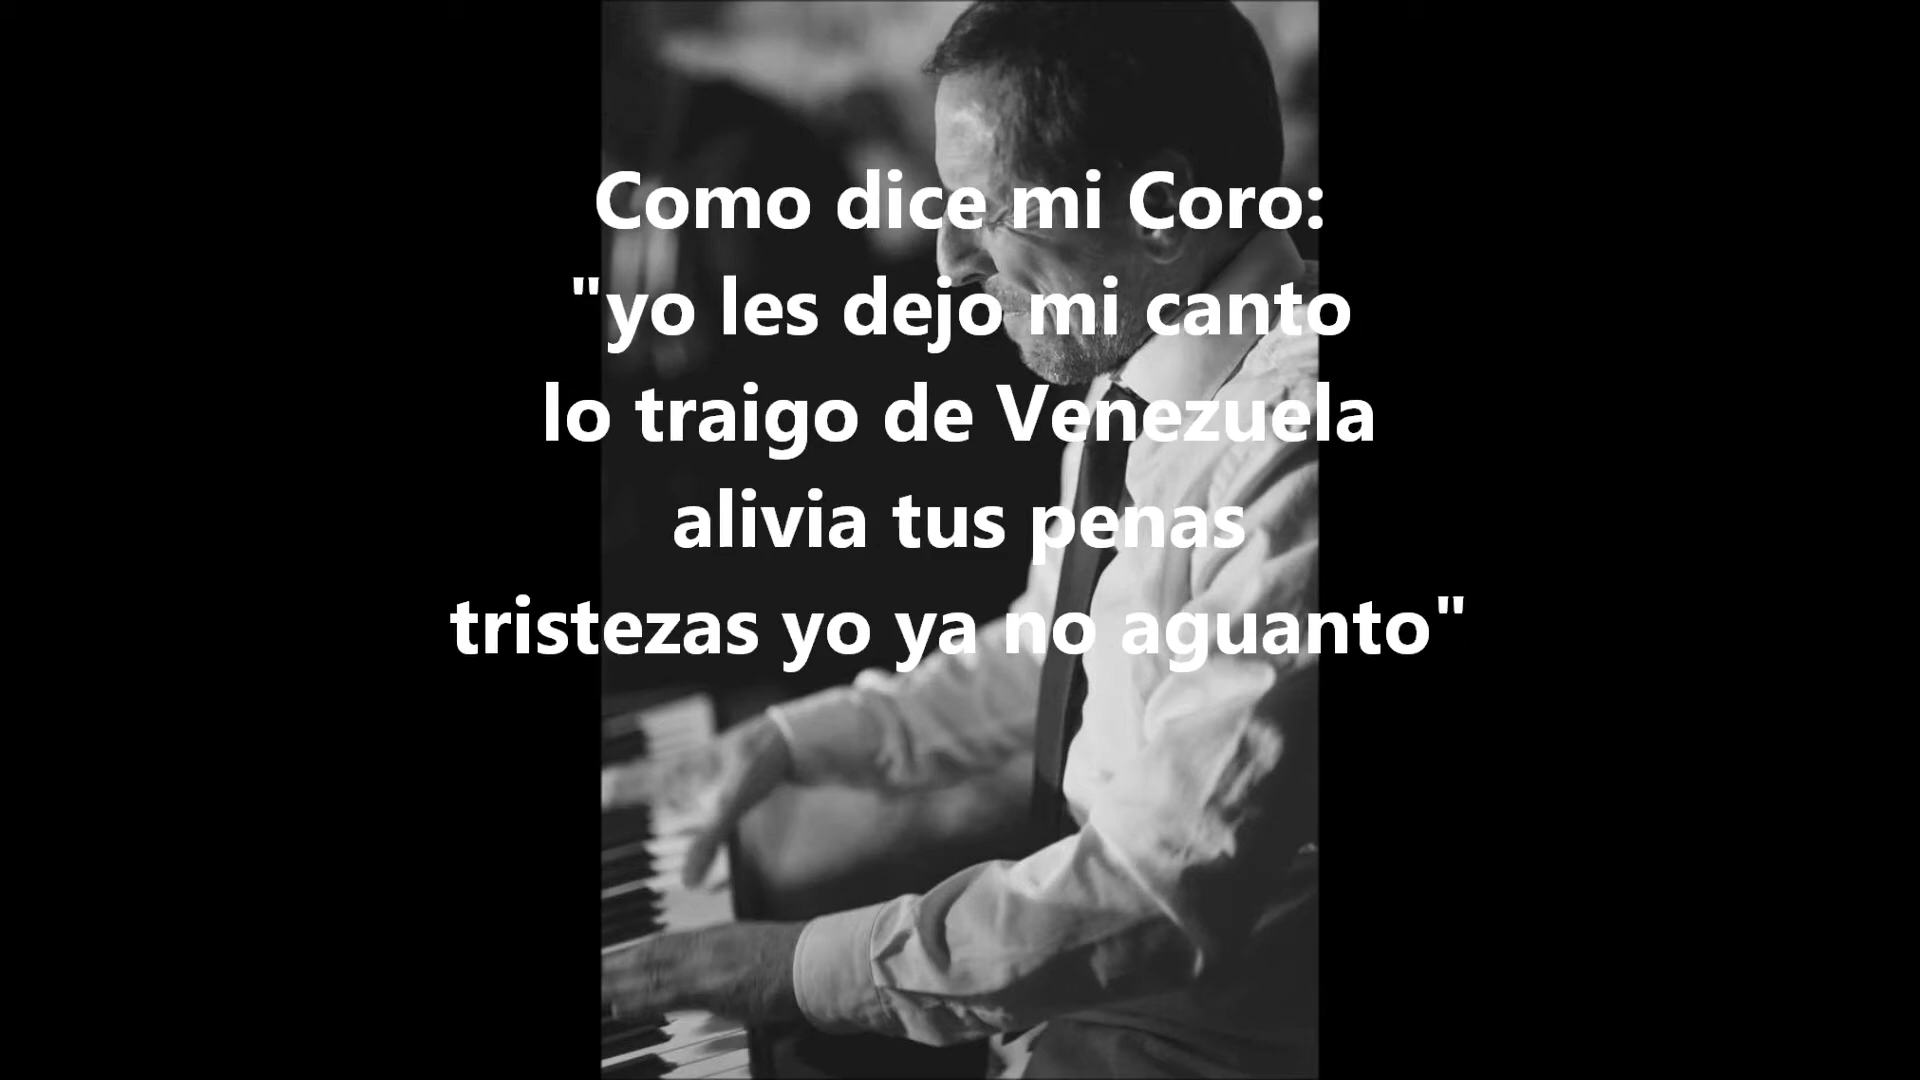 Como dice mi Coro:
"yo les dejo mi canto
lo traigo de Venezuela
alivia tus penas
tristezas yo ya no aguanto"